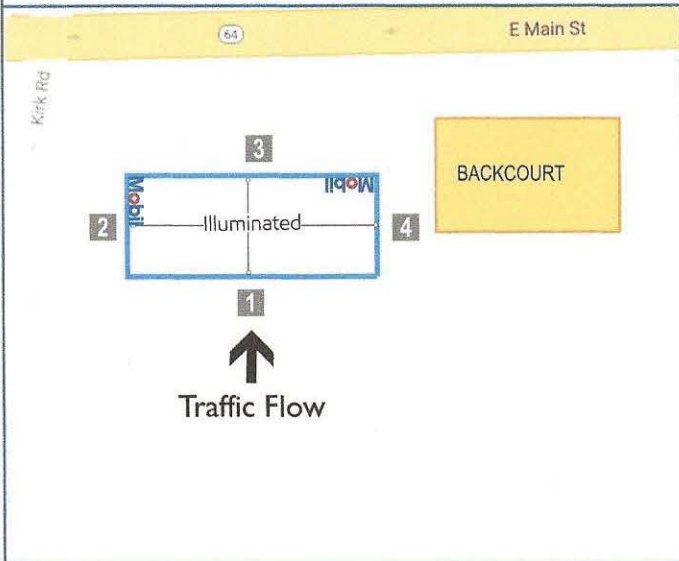 64
E Main St
Kirk Rd
3
BACKCOURT
Mobil
Mobil
2
Illuminated
4
1
Traffic Flow